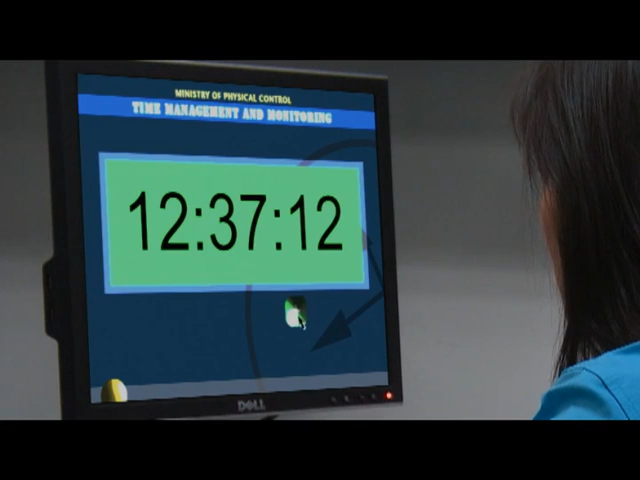 MINISTRY OF PHYSICAL CONTROL
TIME MANAGEMENT AND MONITORING
12:37:12
DELL